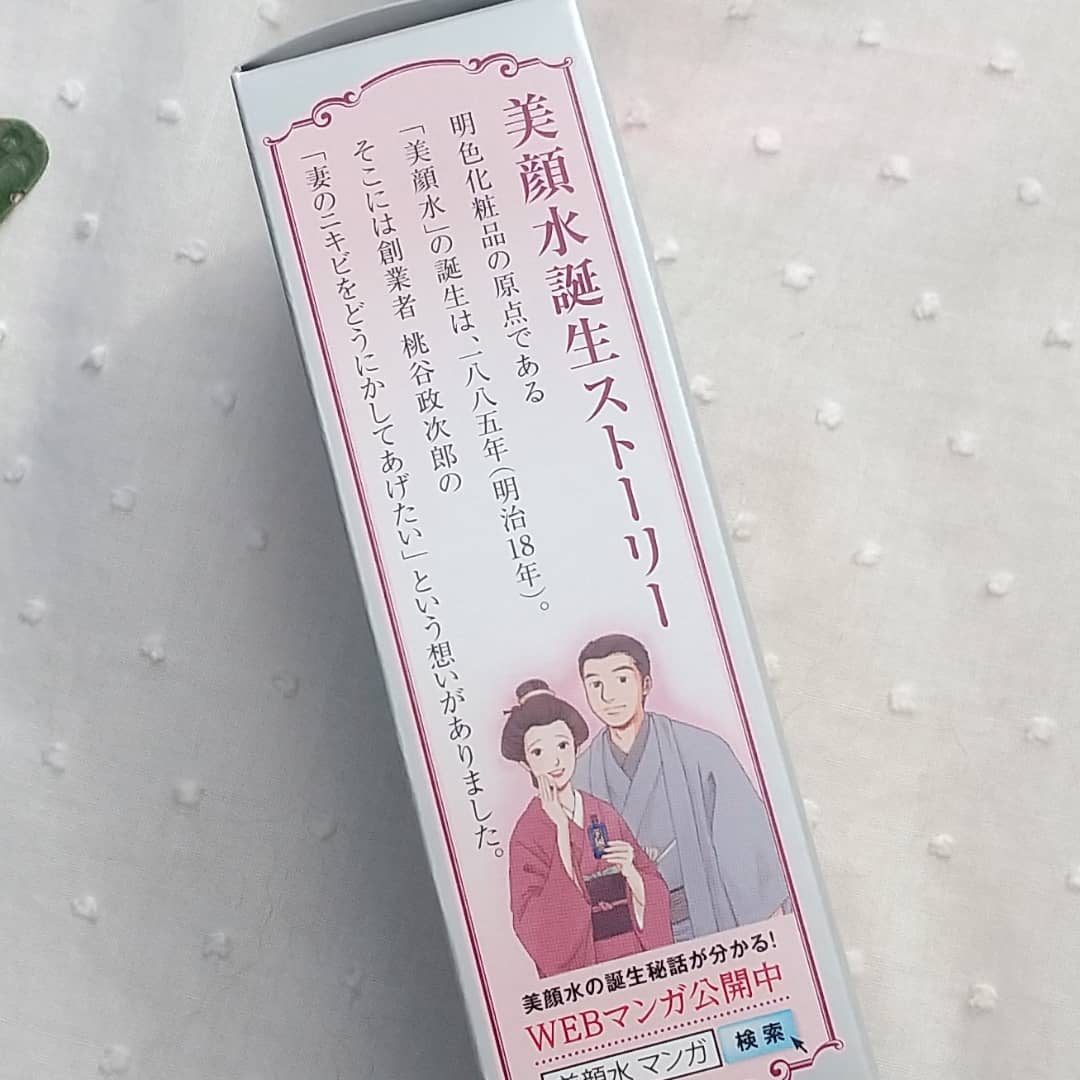 美顔水誕生ストーリー
明色化粧品の原点である
「美顔水」の誕生は、一八八五年(明治18年)。
そこには創業者 桃谷政次郎の
「妻のニキビをどうにかしてあげたい」という想いがありました。
美顔水の誕生秘話が分かる!
WEBマンガ公開中
美顔水 マンガ
検索